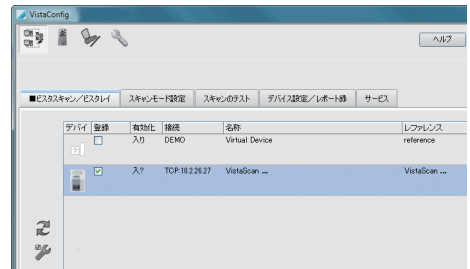 VistaConfig
ヘルプ
■ビスタスキャン／ビスタレイ スキャンモード設定 スキャンのテスト デバイス設定／レポート錄 サービス
デバイ 登録 有効化 接続 名称 レファレンス
入り DEMO Virtual Device reference
入? TCP:10.2.26.27 VistaScan ... VistaScan ...